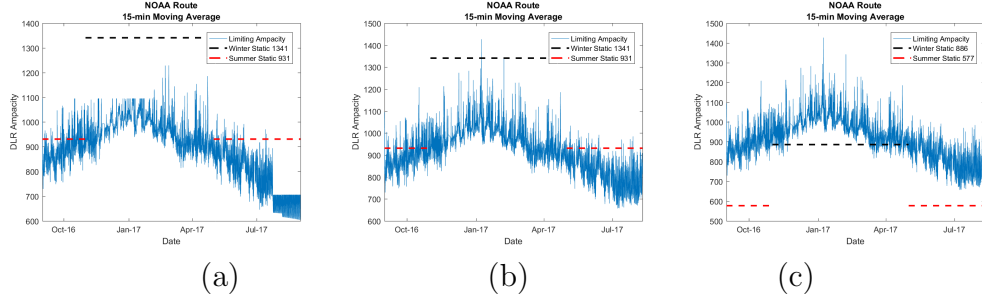 NOAA Route
15-min Moving Average
1400
1300
1200
1100
1000
900
800
700
600
DLR Ampacity
Oct-16 Jan-17 Apr-17 Jul-17
Date
Limiting Ampacity
Winter Static 1341
Summer Static 931
(a)
NOAA Route
15-min Moving Average
1500
1400
1300
1200
1100
1000
900
800
700
600
DLR Ampacity
Oct-16 Jan-17 Apr-17 Jul-17
Date
Limiting Ampacity
Winter Static 1341
Summer Static 931
(b)
NOAA Route
15-min Moving Average
1500
1400
1300
1200
1100
1000
900
800
700
600
500
DLR Ampacity
Oct-16 Jan-17 Apr-17 Jul-17
Date
Limiting Ampacity
Winter Static 886
Summer Static 577
(c)